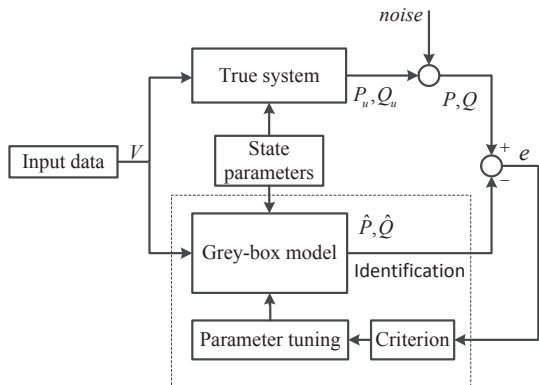 noise
True system
P_u, Q_u
P, Q
Input data
V
State
parameters
+
−
e
Grey-box model
P̂, Q̂
Identification
Parameter tuning
Criterion